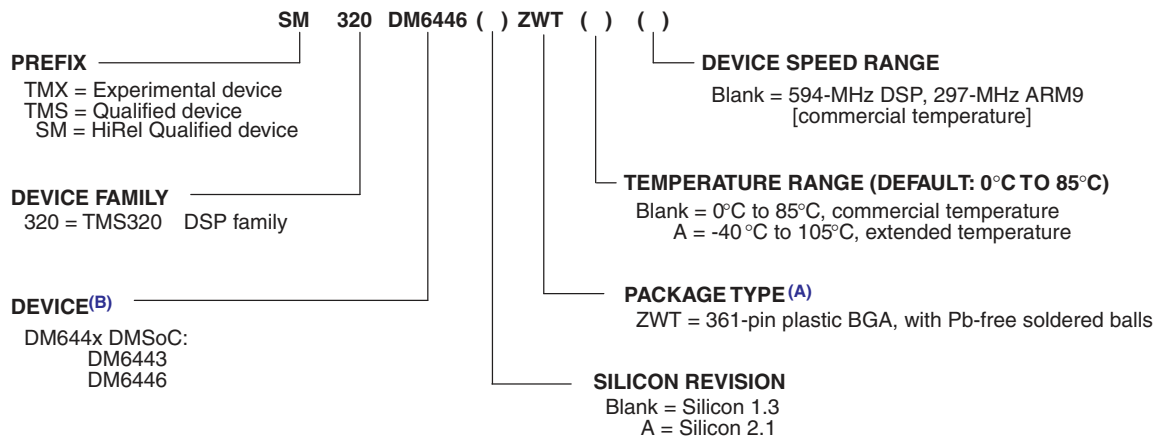 SM 320 DM6446 ( ) ZWT ( ) ( )
PREFIX
TMX = Experimental device
TMS = Qualified device
SM = HiRel Qualified device
DEVICE SPEED RANGE
Blank = 594-MHz DSP, 297-MHz ARM9
[commercial temperature]
DEVICE FAMILY
320 = TMS320 DSP family
TEMPERATURE RANGE (DEFAULT: 0°C TO 85°C)
Blank = 0°C to 85°C, commercial temperature
A = -40°C to 105°C, extended temperature
DEVICE(B)
DM644x DMSoC:
DM6443
DM6446
PACKAGE TYPE(A)
ZWT = 361-pin plastic BGA, with Pb-free soldered balls
SILICON REVISION
Blank = Silicon 1.3
A = Silicon 2.1